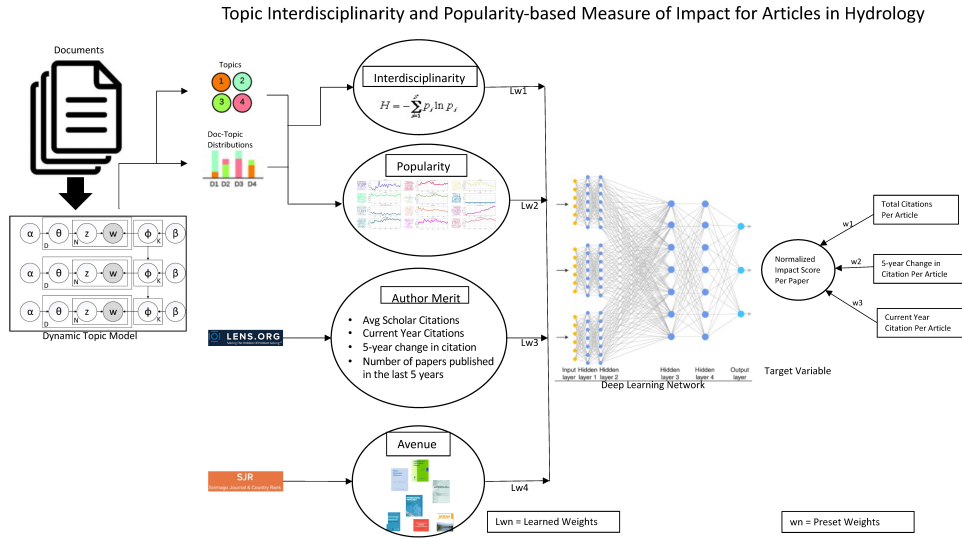 Topic Interdisciplinarity and Popularity-based Measure of Impact for Articles in Hydrology
Documents
Topics
1 2
3 4
Doc-Topic
Distributions
D1 D2 D3 D4
α θ z w ϕ β
D N K
α θ z w ϕ β
D N K
α θ z w ϕ β
D N K
Dynamic Topic Model
Interdisciplinarity
Lw1
Popularity
Lw2
LENS.ORG
Author Merit
• Avg Scholar Citations
• Current Year Citations
• 5-year change in citation
• Number of papers published
in the last 5 years
Lw3
SJR
Scimago Journal & Country Rank
Avenue
Lw4
Input layer
Hidden layer 1
Hidden layer 2
Hidden layer 3
Hidden layer 4
Output layer
Deep Learning Network
Normalized
Impact Score
Per Paper
Target Variable
w1
Total Citations
Per Article
w2
5-year Change in
Citation Per Article
w3
Current Year
Citation Per Article
Lwn = Learned Weights
wn = Preset Weights